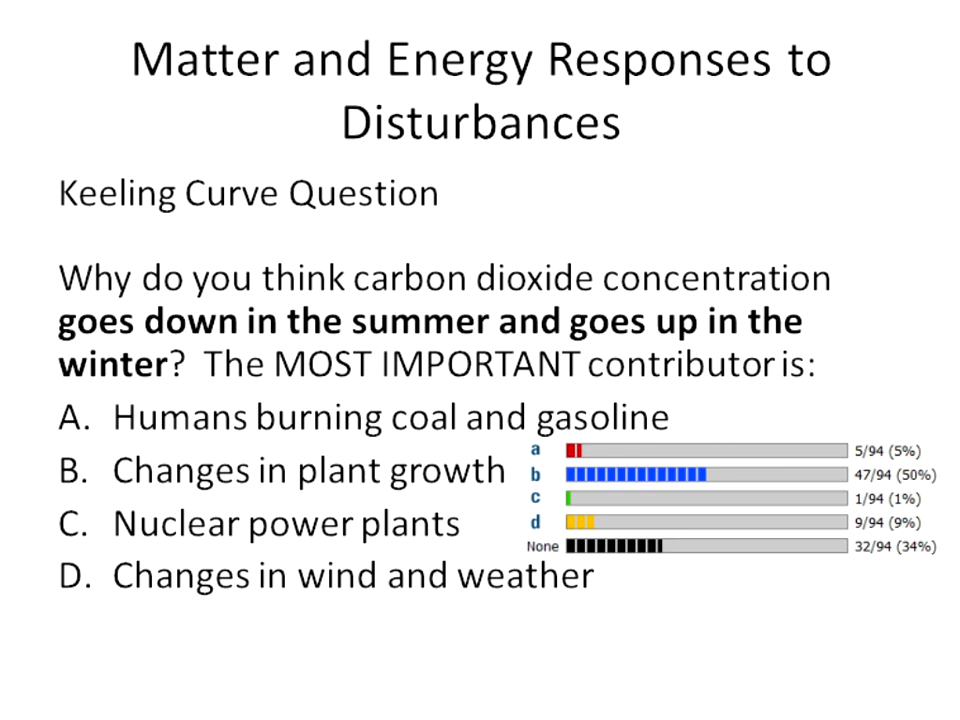 Matter and Energy Responses to
Disturbances
Keeling Curve Question
Why do you think carbon dioxide concentration
goes down in the summer and goes up in the
winter? The MOST IMPORTANT contributor is:
A. Humans burning coal and gasoline
B. Changes in plant growth
C. Nuclear power plants
D. Changes in wind and weather
a 5/94 (5%)
b 47/94 (50%)
c 1/94 (1%)
d 9/94 (9%)
None 32/94 (34%)